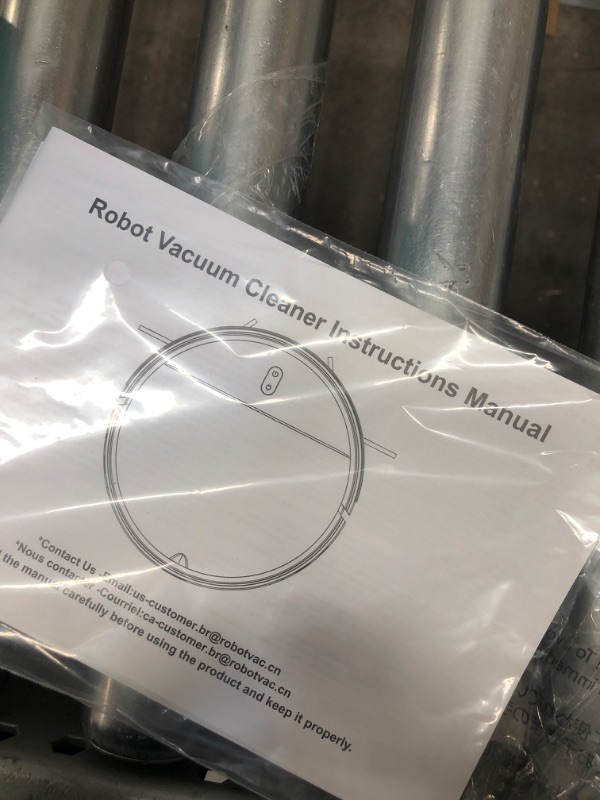 Robot Vacuum Cleaner Instructions Manual
*Contact Us -Email:us-customer.br@robotvac.cn
*Nous contacter -Courriel:ca-customer.br@robotvac.cn
the manual carefully before using the product and keep it properly.